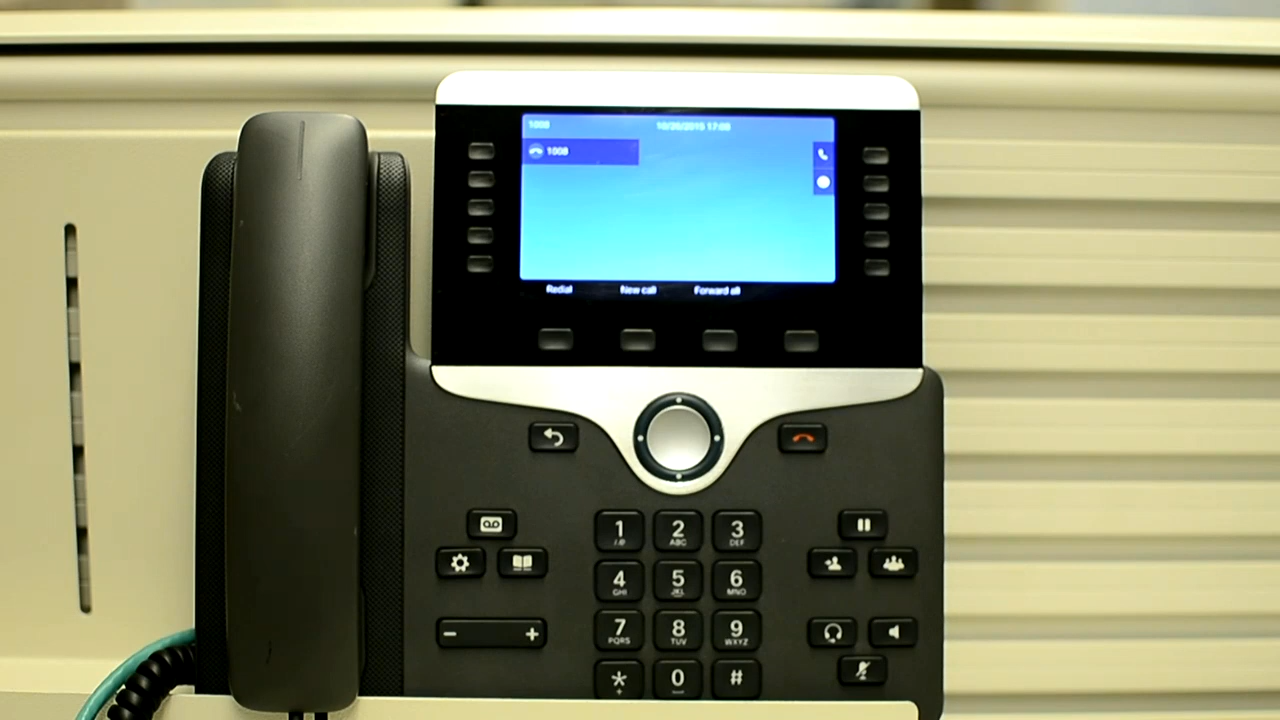 1008 10/20/2015 17:08
1008
Redial New call Forward all
1 2 3
/.@ ABC DEF
4 5 6
GHI JKL MNO
7 8 9
PQRS TUV WXYZ
* 0 #
+
− +